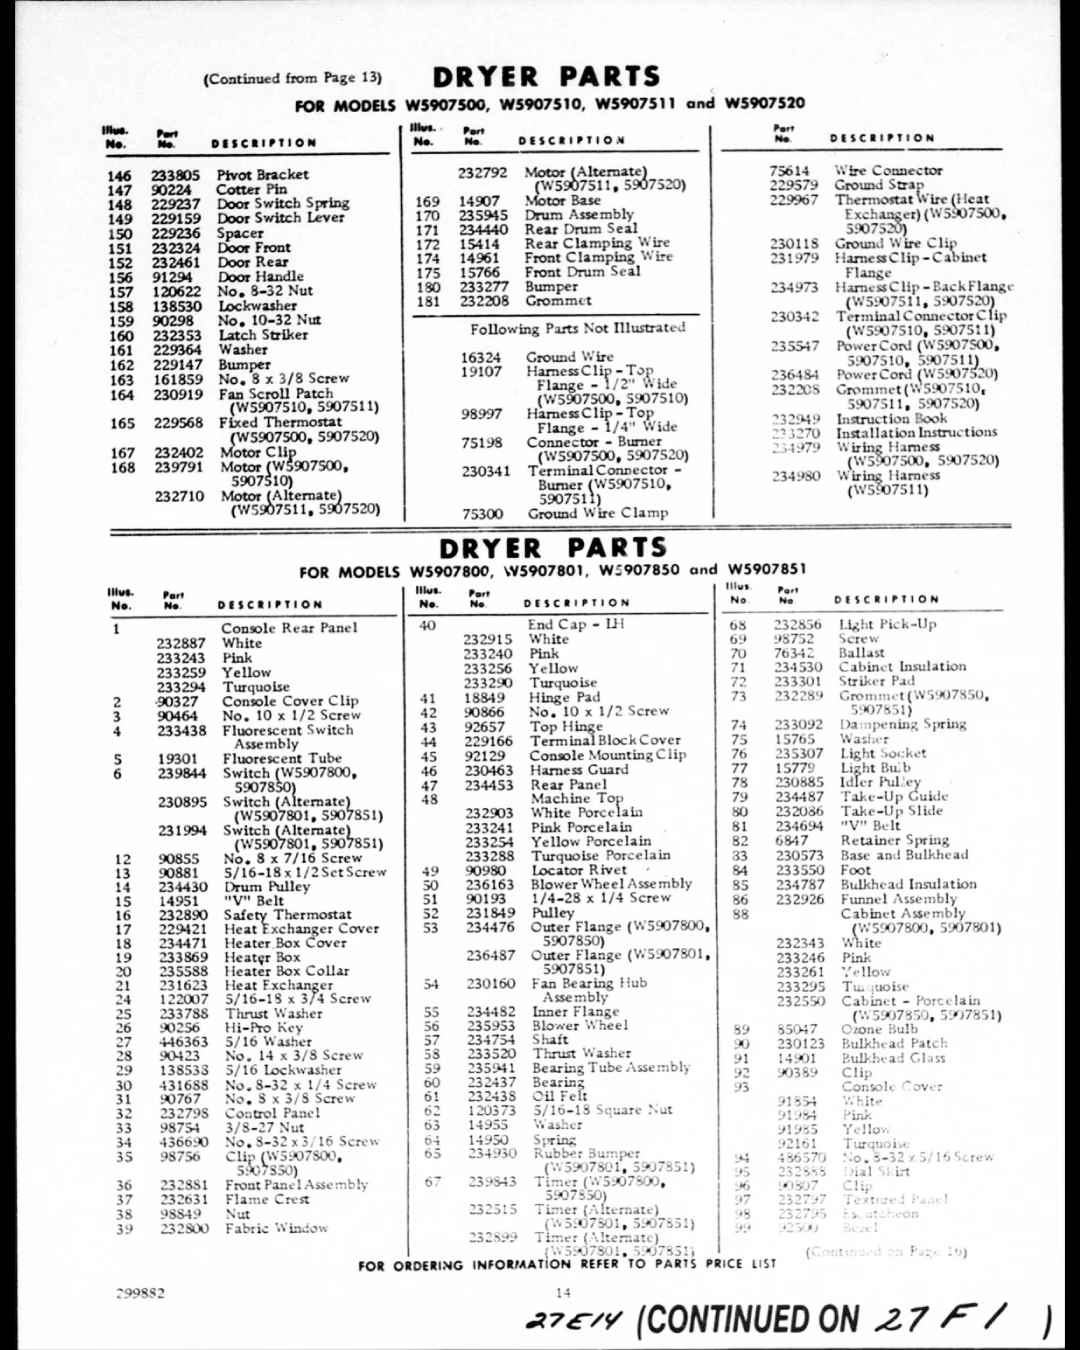 (Continued from Page 13) DRYER PARTS
FOR MODELS W5907500, W5907510, W5907511 and W5907520
Illus. No. Part No. DESCRIPTION
146 233805 Pivot Bracket
147 90224 Cotter Pin
148 229237 Door Switch Spring
149 229159 Door Switch Lever
150 229236 Spacer
151 232324 Door Front
152 232461 Door Rear
156 91294 Door Handle
157 120622 No. 8-32 Nut
158 138530 Lockwasher
159 90298 No. 10-32 Nut
160 232353 Latch Striker
161 229364 Washer
162 229147 Bumper
163 161859 No. 8 x 3/8 Screw
164 230919 Fan Scroll Patch
(W5907510, 5907511)
165 229568 Fixed Thermostat
(W5907500, 5907520)
167 232402 Motor Clip
168 239791 Motor (W5907500,
5907510)
232710 Motor (Alternate)
(W5907511, 5907520)
Illus. No. Part No. DESCRIPTION
232792 Motor (Alternate)
(W5907511, 5907520)
169 14907 Motor Base
170 235945 Drum Assembly
171 234440 Rear Drum Seal
172 15414 Rear Clamping Wire
174 14961 Front Clamping Wire
175 15766 Front Drum Seal
180 233277 Bumper
181 232208 Grommet
Following Parts Not Illustrated
16324 Ground Wire
19107 Harness Clip - Top
Flange - 1/2" Wide
(W5907500, 5907510)
98997 Harness Clip - Top
Flange - 1/4" Wide
75198 Connector - Burner
(W5907500, 5907520)
230341 Terminal Connector -
Burner (W5907510,
5907511)
75300 Ground Wire Clamp
Part No. DESCRIPTION
75614 Wire Connector
229579 Ground Strap
229967 Thermostat Wire (Heat
Exchanger) (W5907500,
5907520)
230118 Ground Wire Clip
231979 Harness Clip - Cabinet
Flange
234973 Harness Clip - Back Flange
(W5907511, 5907520)
230342 Terminal Connector Clip
(W5907510, 5907511)
235547 Power Cord (W5907500,
5907510, 5907511)
236484 Power Cord (W5907520)
232208 Grommet (W5907510,
5907511, 5907520)
232949 Instruction Book
233270 Installation Instructions
234979 Wiring Harness
(W5907500, 5907520)
234980 Wiring Harness
(W5907511)
DRYER PARTS
FOR MODELS W5907800, W5907801, W5907850 and W5907851
Illus. No. Part No. DESCRIPTION
1 Console Rear Panel
232887 White
233243 Pink
233259 Yellow
233294 Turquoise
2 90327 Console Cover Clip
3 90464 No. 10 x 1/2 Screw
4 233438 Fluorescent Switch
Assembly
5 19301 Fluorescent Tube
6 239844 Switch (W5907800,
5907850)
230895 Switch (Alternate)
(W5907801, 5907851)
231994 Switch (Alternate)
(W5907801, 5907851)
12 90855 No. 8 x 7/16 Screw
13 90881 5/16-18 x 1/2 Set Screw
14 234430 Drum Pulley
15 14951 "V" Belt
16 232890 Safety Thermostat
17 229421 Heat Exchanger Cover
18 234471 Heater Box Cover
19 233869 Heater Box
20 235588 Heater Box Collar
21 231623 Heat Exchanger
24 122007 5/16-18 x 3/4 Screw
25 233788 Thrust Washer
26 90256 Hi-Pro Key
27 446363 5/16 Washer
28 90423 No. 14 x 3/8 Screw
29 138538 5/16 Lockwasher
30 431688 No. 8-32 x 1/4 Screw
31 90767 No. 8 x 3/8 Screw
32 232798 Control Panel
33 98754 3/8-27 Nut
34 436690 No. 8-32 x 3/16 Screw
35 98756 Clip (W5907800,
5907850)
36 232881 Front Panel Assembly
37 232631 Flame Crest
38 98849 Nut
39 232800 Fabric Window
Illus. No. Part No. DESCRIPTION
40 End Cap - LH
232915 White
233240 Pink
233256 Yellow
233290 Turquoise
41 18849 Hinge Pad
42 90866 No. 10 x 1/2 Screw
43 92657 Top Hinge
44 229166 Terminal Block Cover
45 92129 Console Mounting Clip
46 230463 Harness Guard
47 234453 Rear Panel
48 Machine Top
232903 White Porcelain
233241 Pink Porcelain
233254 Yellow Porcelain
233288 Turquoise Porcelain
49 90980 Locator Rivet
50 236163 Blower Wheel Assembly
51 90193 1/4-28 x 1/4 Screw
52 231849 Pulley
53 234476 Outer Flange (W5907800,
5907850)
236487 Outer Flange (W5907801,
5907851)
54 230160 Fan Bearing Hub
Assembly
55 234482 Inner Flange
56 235953 Blower Wheel
57 234754 Shaft
58 233520 Thrust Washer
59 235941 Bearing Tube Assembly
60 232437 Bearing
61 232438 Oil Felt
62 120373 5/16-18 Square Nut
63 14955 Washer
64 14950 Spring
65 234930 Rubber Bumper
(W5907801, 5907851)
67 239843 Timer (W5907800,
5907850)
232515 Timer (Alternate)
(W5907801, 5907851)
232899 Timer (Alternate)
(W5907801, 5907851)
Illus. No. Part No DESCRIPTION
68 232856 Light Pick-Up
69 98752 Screw
70 76342 Ballast
71 234530 Cabinet Insulation
72 233301 Striker Pad
73 232289 Grommet (W5907850,
5907851)
74 233092 Dampening Spring
75 15765 Washer
76 235307 Light Socket
77 15779 Light Bulb
78 230885 Idler Pulley
79 234487 Take-Up Guide
80 232086 Take-Up Slide
81 234694 "V" Belt
82 6847 Retainer Spring
83 230573 Base and Bulkhead
84 233550 Foot
85 234787 Bulkhead Insulation
86 232926 Funnel Assembly
88 Cabinet Assembly
(W5907800, 5907801)
232343 White
233246 Pink
233261 Yellow
233295 Turquoise
232550 Cabinet - Porcelain
(W5907850, 5907851)
89 85047 Ozone Bulb
90 230123 Bulkhead Patch
91 14901 Bulkhead Glass
92 90389 Clip
93 Console Cover
91854 White
91984 Pink
91985 Yellow
92161 Turquoise
94 486570 No. 8-32 x 5/16 Screw
95 232888 Dial Skirt
96 90807 Clip
97 232797 Textured Panel
98 232795 Escutcheon
99 92500 Bezel
(Continued on Page 16)
FOR ORDERING INFORMATION REFER TO PARTS PRICE LIST
299882 14
27E14 (CONTINUED ON 27 F 1 )